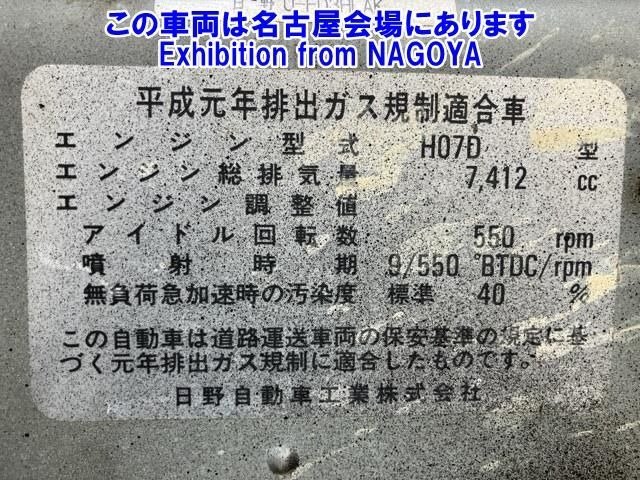 この車両は名古屋会場にあります
Exhibition from NAGOYA
平成元年排出ガス規制適合車
エンジン型式 H07D 型
エンジン総排気量 7,412 cc
エンジン調整値
アイドル回転数 550 rpm
噴射時期 9/550 °BTDC/rpm
無負荷急加速時の汚染度 標準 40 %
この自動車は道路運送車両の保安基準の規定に基
づく元年排出ガス規制に適合したものです。
日野自動車工業株式会社